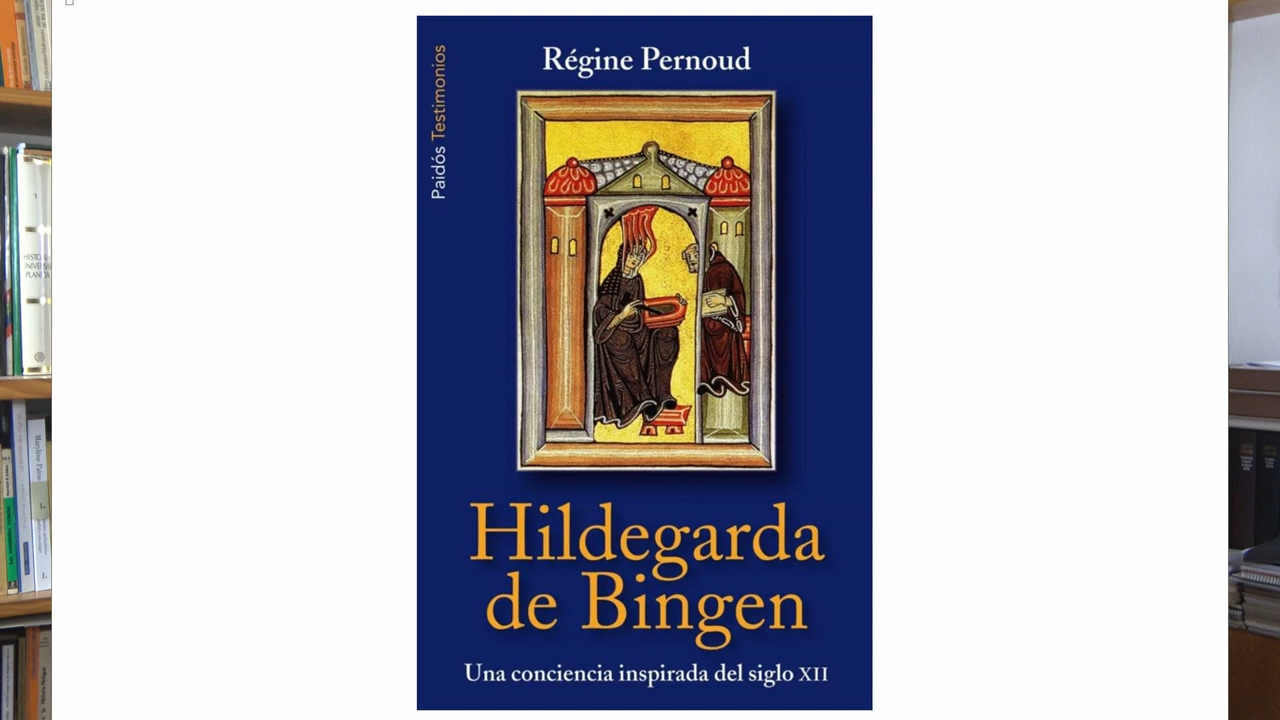 Régine Pernoud
Paidós Testimonios
Hildegarda
de Bingen
Una conciencia inspirada del siglo XII